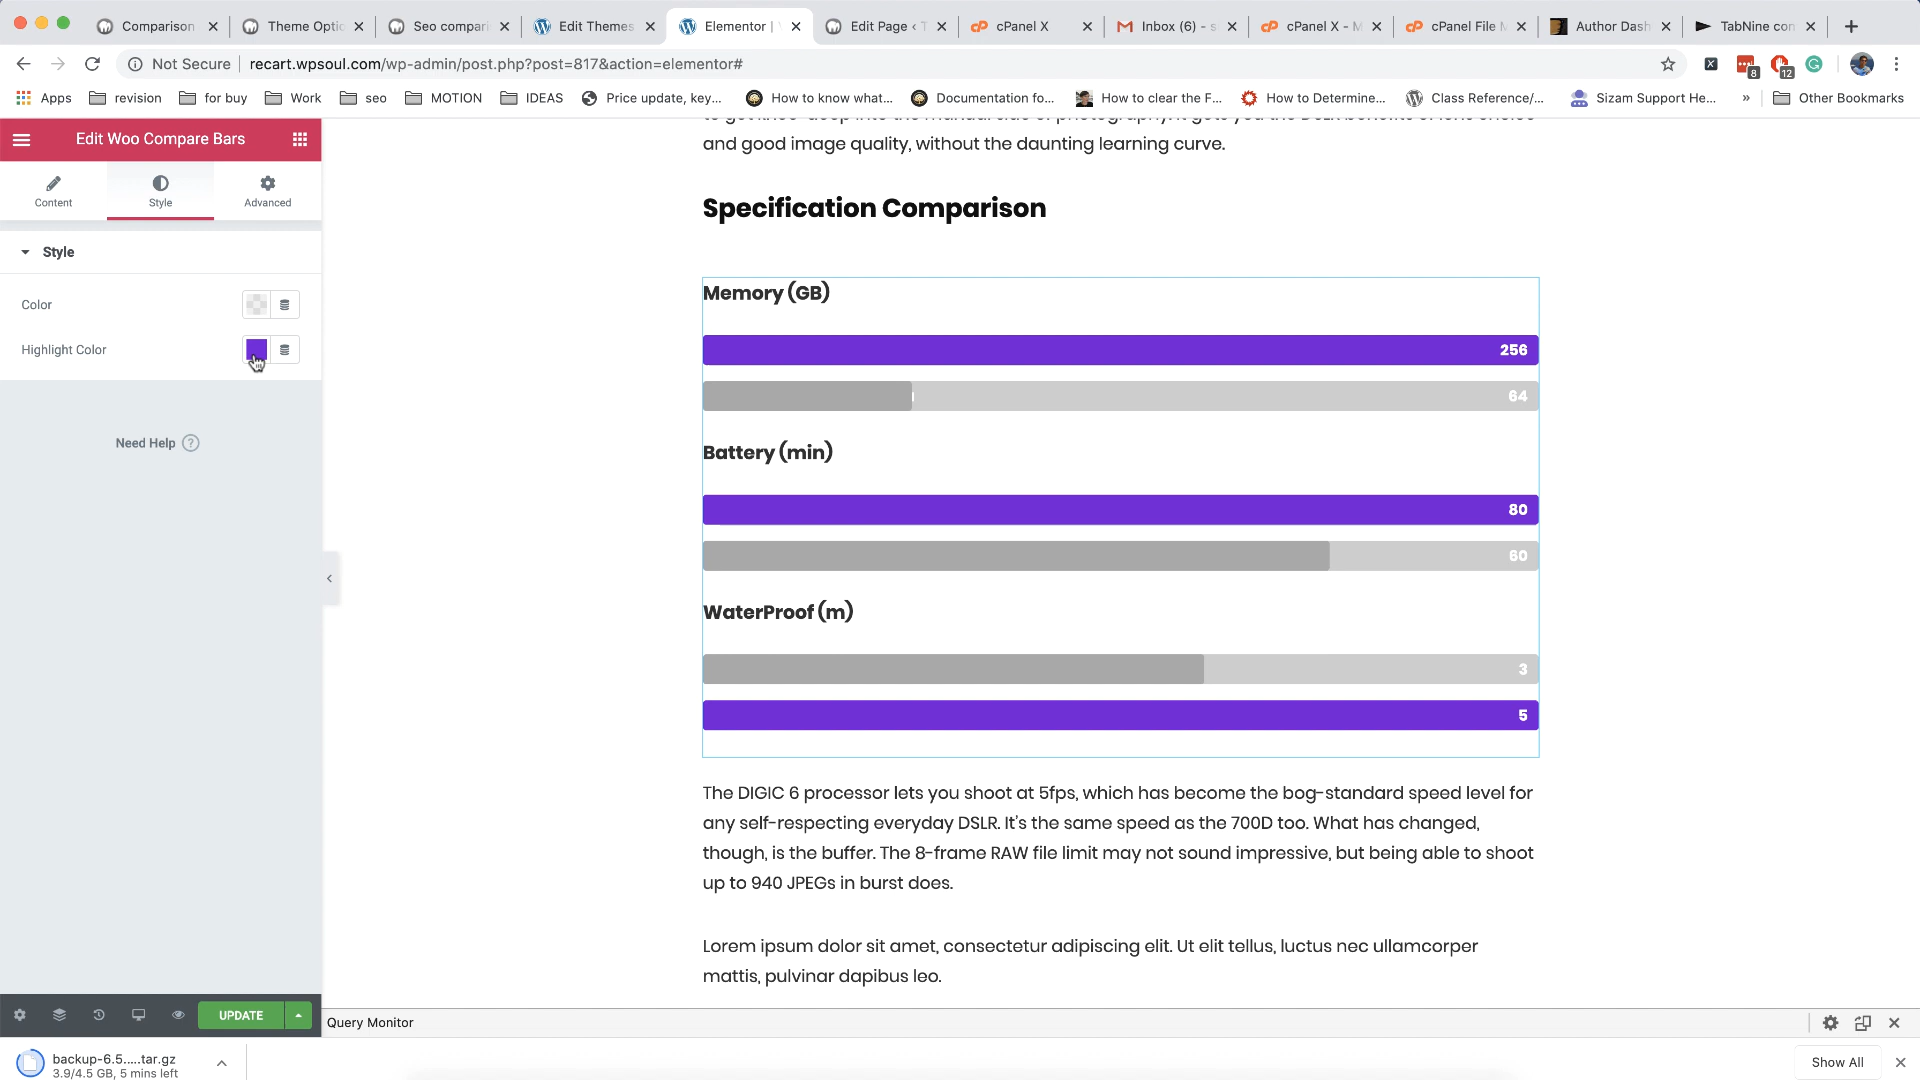 Comparison
Theme Optio
Seo compari
Edit Themes
Elementor |
Edit Page ‹ T
cPanel X
Inbox (6) - s
cPanel X - M
cPanel File M
Author Dash
TabNine con
Not Secure
recart.wpsoul.com/wp-admin/post.php?post=817&action=elementor#
8
12
Apps
revision
for buy
Work
seo
MOTION
IDEAS
Price update, key...
How to know what...
Documentation fo...
How to clear the F...
How to Determine...
Class Reference/...
Sizam Support He...
»
Other Bookmarks
Edit Woo Compare Bars
Content
Style
Advanced
Style
Color
Highlight Color
Need Help
and good image quality, without the daunting learning curve.
Specification Comparison
Memory (GB)
256
64
Battery (min)
80
60
WaterProof (m)
3
5
The DIGIC 6 processor lets you shoot at 5fps, which has become the bog-standard speed level for
any self-respecting everyday DSLR. It's the same speed as the 700D too. What has changed,
though, is the buffer. The 8-frame RAW file limit may not sound impressive, but being able to shoot
up to 940 JPEGs in burst does.
Lorem ipsum dolor sit amet, consectetur adipiscing elit. Ut elit tellus, luctus nec ullamcorper
mattis, pulvinar dapibus leo.
UPDATE
Query Monitor
backup-6.5.....tar.gz
3.9/4.5 GB, 5 mins left
Show All